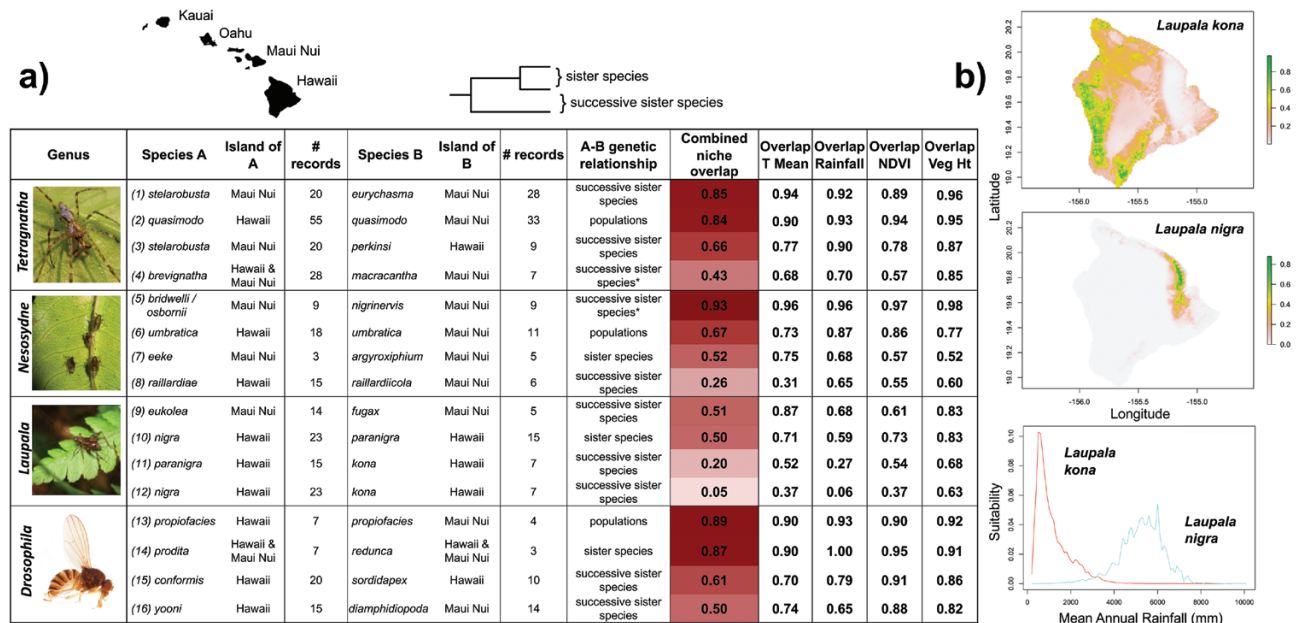 a)
Kauai
Oahu
Maui Nui
Hawaii
sister species
successive sister species
Genus | Species A | Island of A | # records | Species B | Island of B | # records | A-B genetic relationship | Combined niche overlap | Overlap T Mean | Overlap Rainfall | Overlap NDVI | Overlap Veg Ht
Tetragnatha
(1) stelarobusta | Maui Nui | 20 | eurychasma | Maui Nui | 28 | successive sister species | 0.85 | 0.94 | 0.92 | 0.89 | 0.96
(2) quasimodo | Hawaii | 55 | quasimodo | Maui Nui | 33 | populations | 0.84 | 0.90 | 0.93 | 0.94 | 0.95
(3) stelarobusta | Maui Nui | 20 | perkinsi | Hawaii | 9 | successive sister species | 0.66 | 0.77 | 0.90 | 0.78 | 0.87
(4) brevignatha | Hawaii & Maui Nui | 28 | macracantha | Maui Nui | 7 | successive sister species* | 0.43 | 0.68 | 0.70 | 0.57 | 0.85
Nesosydne
(5) bridwelli / osbornii | Maui Nui | 9 | nigrinervis | Maui Nui | 9 | successive sister species* | 0.93 | 0.96 | 0.96 | 0.97 | 0.98
(6) umbratica | Hawaii | 18 | umbratica | Maui Nui | 11 | populations | 0.67 | 0.73 | 0.87 | 0.86 | 0.77
(7) eeke | Maui Nui | 3 | argyroxiphium | Maui Nui | 5 | sister species | 0.52 | 0.75 | 0.68 | 0.57 | 0.52
(8) raillardiae | Hawaii | 15 | raillardiicola | Maui Nui | 6 | successive sister species | 0.26 | 0.31 | 0.65 | 0.55 | 0.60
Laupala
(9) eukolea | Maui Nui | 14 | fugax | Maui Nui | 5 | successive sister species | 0.51 | 0.87 | 0.68 | 0.61 | 0.83
(10) nigra | Hawaii | 23 | paranigra | Hawaii | 15 | sister species | 0.50 | 0.71 | 0.59 | 0.73 | 0.83
(11) paranigra | Hawaii | 15 | kona | Hawaii | 7 | successive sister species | 0.20 | 0.52 | 0.27 | 0.54 | 0.68
(12) nigra | Hawaii | 23 | kona | Hawaii | 7 | successive sister species | 0.05 | 0.37 | 0.06 | 0.37 | 0.63
Drosophila
(13) propiofacies | Hawaii | 7 | propiofacies | Maui Nui | 4 | populations | 0.89 | 0.90 | 0.93 | 0.90 | 0.92
(14) prodita | Hawaii & Maui Nui | 7 | redunca | Hawaii & Maui Nui | 3 | sister species | 0.87 | 0.90 | 1.00 | 0.95 | 0.91
(15) conformis | Hawaii | 20 | sordidapex | Hawaii | 10 | successive sister species | 0.61 | 0.70 | 0.79 | 0.91 | 0.86
(16) yooni | Hawaii | 15 | diamphidiopoda | Maui Nui | 14 | successive sister species | 0.50 | 0.74 | 0.65 | 0.88 | 0.82
b)
Laupala kona
20.2
20.0
19.8
19.6
19.4
19.2
19.0
-156.0 -155.5 -155.0
0.8
0.6
0.4
0.2
Latitude
Laupala nigra
20.2
20.0
19.8
19.6
19.4
19.2
19.0
-156.0 -155.5 -155.0
0.8
0.6
0.4
0.2
0.0
Longitude
Laupala kona
Laupala nigra
0.10
0.08
0.06
0.04
0.02
0.00
Suitability
0 2000 4000 6000 8000 10000
Mean Annual Rainfall (mm)